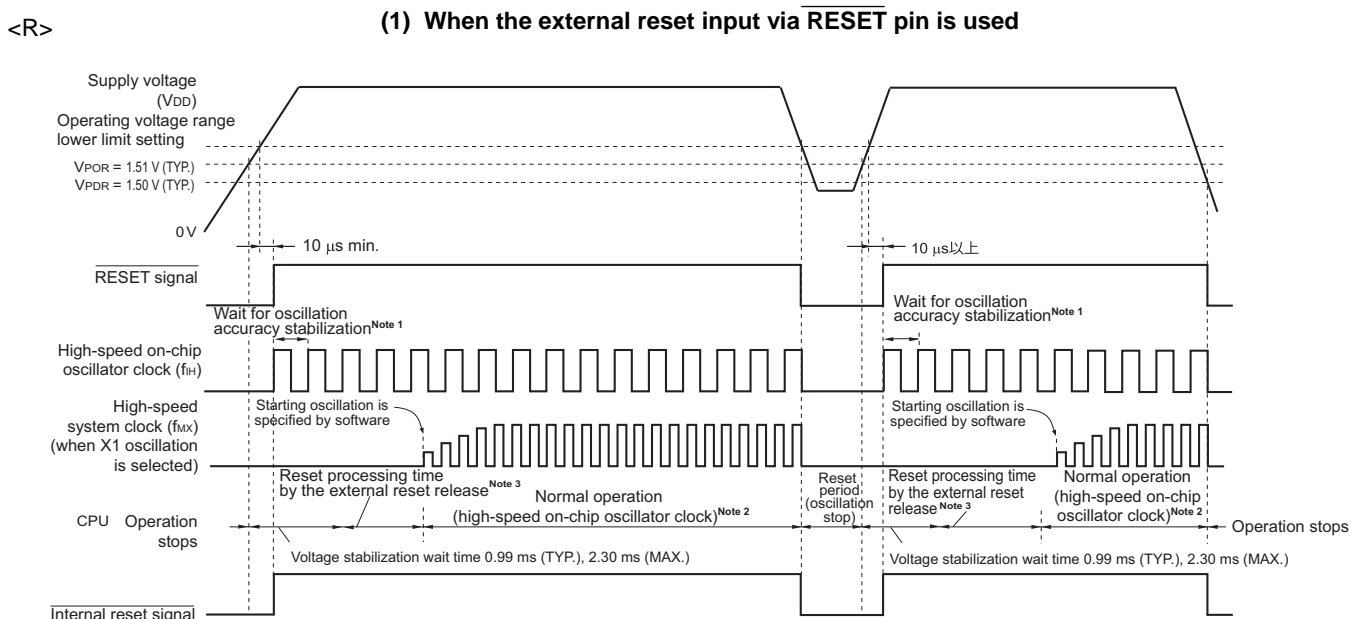 <R>
(1) When the external reset input via RESET pin is used
Supply voltage
(VDD)
Operating voltage range
lower limit setting
VPOR = 1.51 V (TYP.)
VPDR = 1.50 V (TYP.)
0 V
10 μs min.
10 μs以上
RESET signal
Wait for oscillation
accuracy stabilization Note 1
Wait for oscillation
accuracy stabilization Note 1
High-speed on-chip
oscillator clock (fIH)
High-speed
system clock (fMX)
(when X1 oscillation
is selected)
Starting oscillation is
specified by software
Starting oscillation is
specified by software
Reset processing time
by the external reset release Note 3
Normal operation
(high-speed on-chip oscillator clock) Note 2
Reset
period
(oscillation
stop)
Reset processing time
by the external reset
release Note 3
Normal operation
(high-speed on-chip
oscillator clock) Note 2
CPU Operation
stops
Operation stops
Voltage stabilization wait time 0.99 ms (TYP.), 2.30 ms (MAX.)
Voltage stabilization wait time 0.99 ms (TYP.), 2.30 ms (MAX.)
Internal reset signal